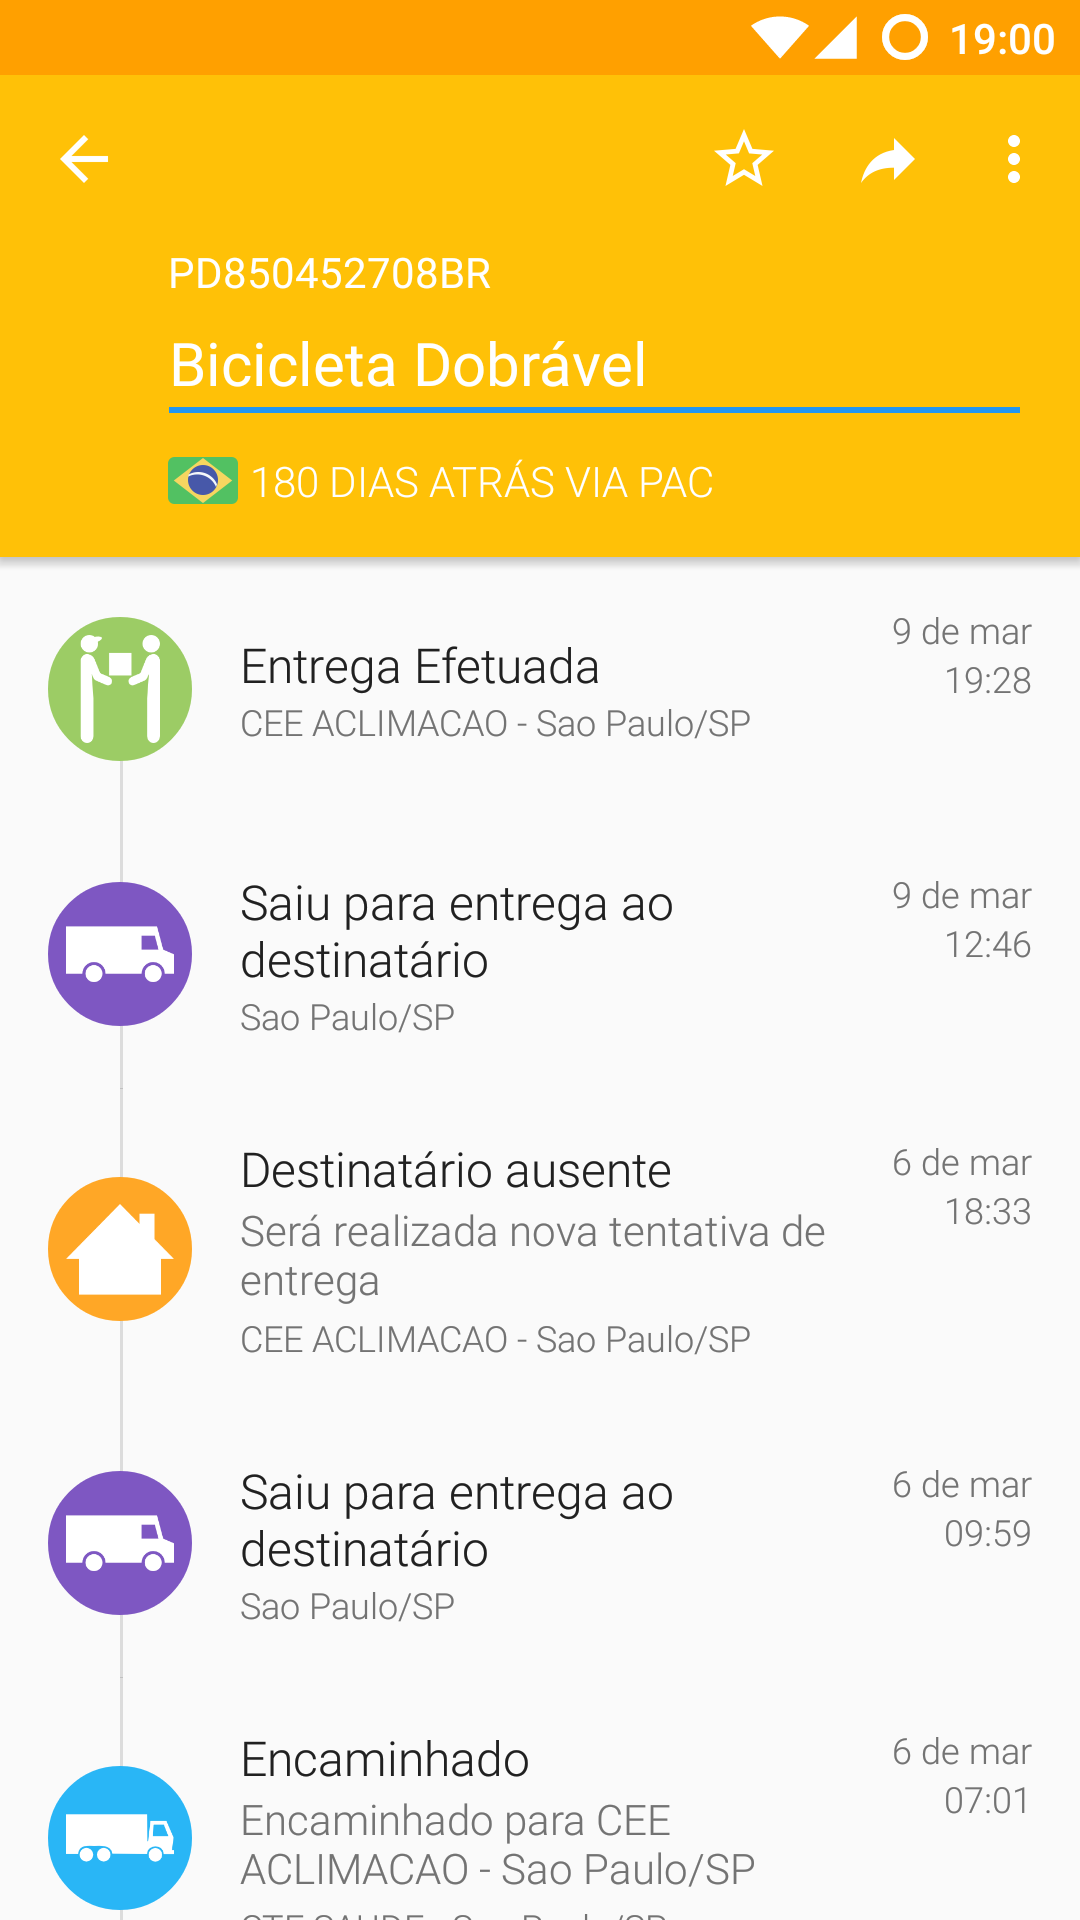 19:00
PD850452708BR
Bicicleta Dobrável
180 DIAS ATRÁS VIA PAC
Entrega Efetuada
9 de mar
19:28
CEE ACLIMACAO - Sao Paulo/SP
Saiu para entrega ao
destinatário
9 de mar
12:46
Sao Paulo/SP
Destinatário ausente
6 de mar
18:33
Será realizada nova tentativa de
entrega
CEE ACLIMACAO - Sao Paulo/SP
Saiu para entrega ao
destinatário
6 de mar
09:59
Sao Paulo/SP
Encaminhado
6 de mar
07:01
Encaminhado para CEE
ACLIMACAO - Sao Paulo/SP